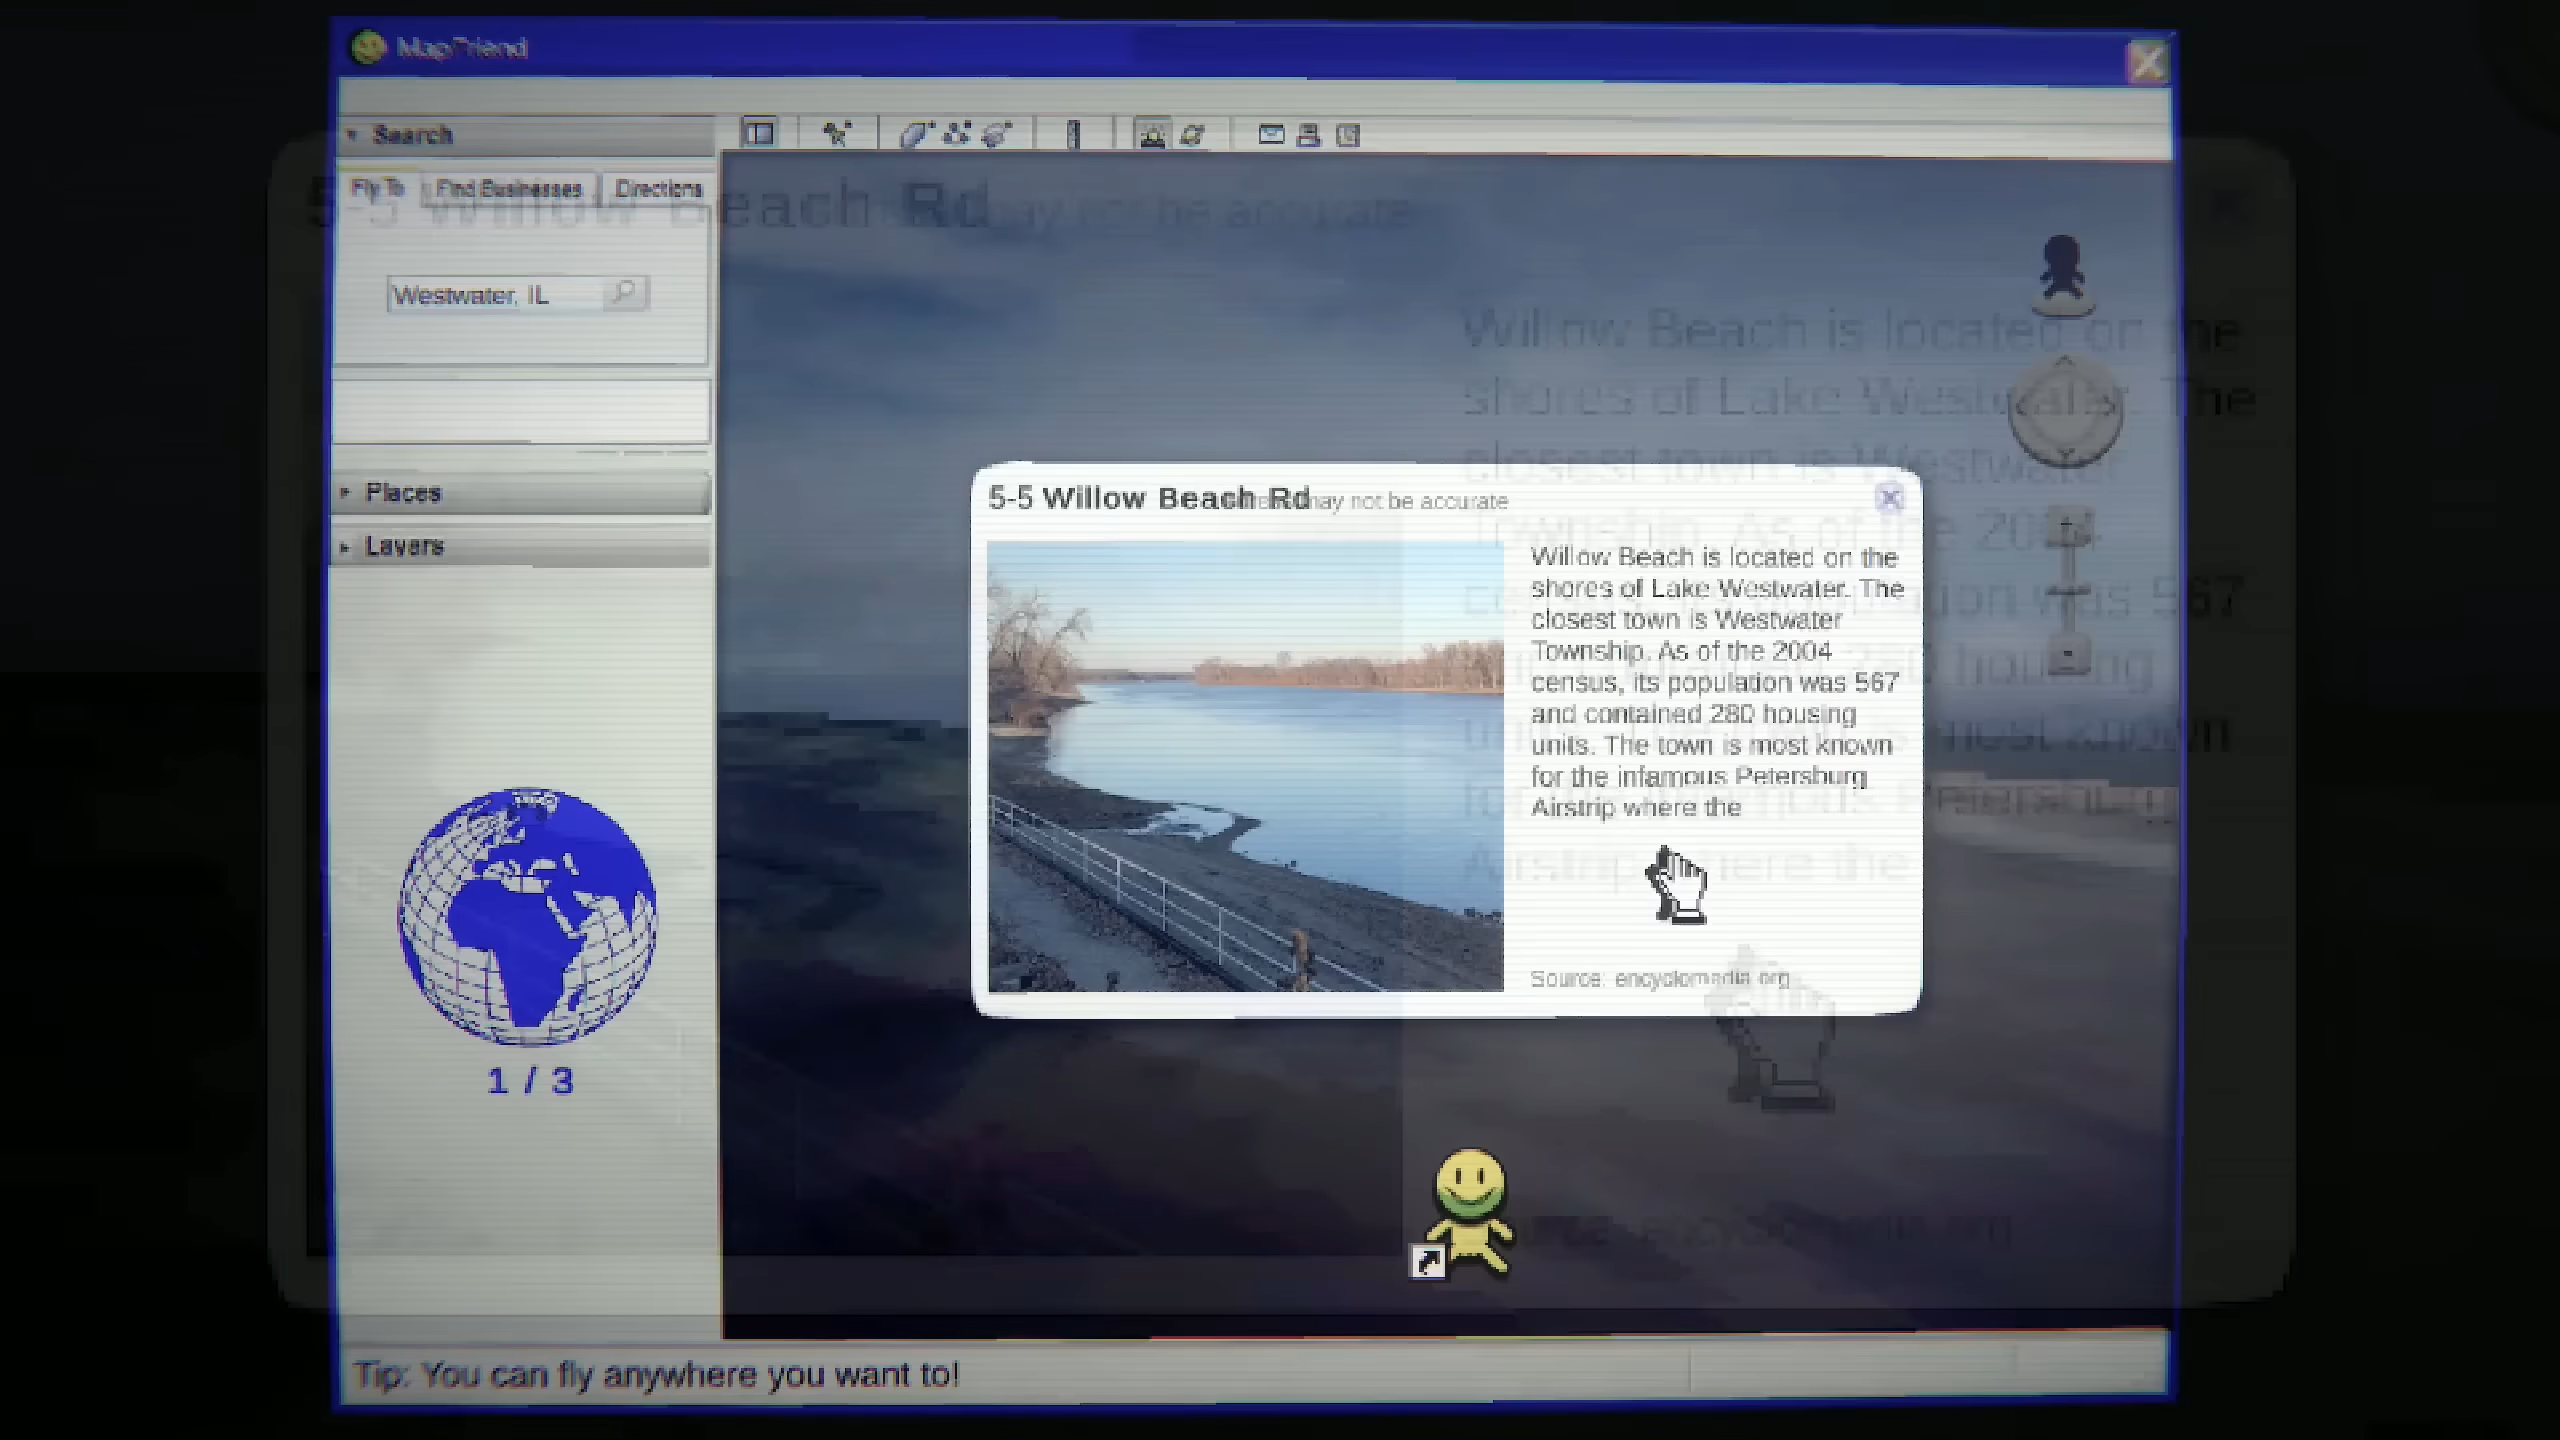 MapFriend
Search
Fly To
Find Businesses
Directions
Westwater, IL
Places
Layers
1 / 3
5-5 Willow Beach Rd
may not be accurate
Willow Beach is located on the
shores of Lake Westwater. The
closest town is Westwater
Township. As of the 2004
census, its population was 567
and contained 280 housing
units. The town is most known
for the infamous Petersburg
Airstrip where the
Source: encyclomedia.org
Tip: You can fly anywhere you want to!